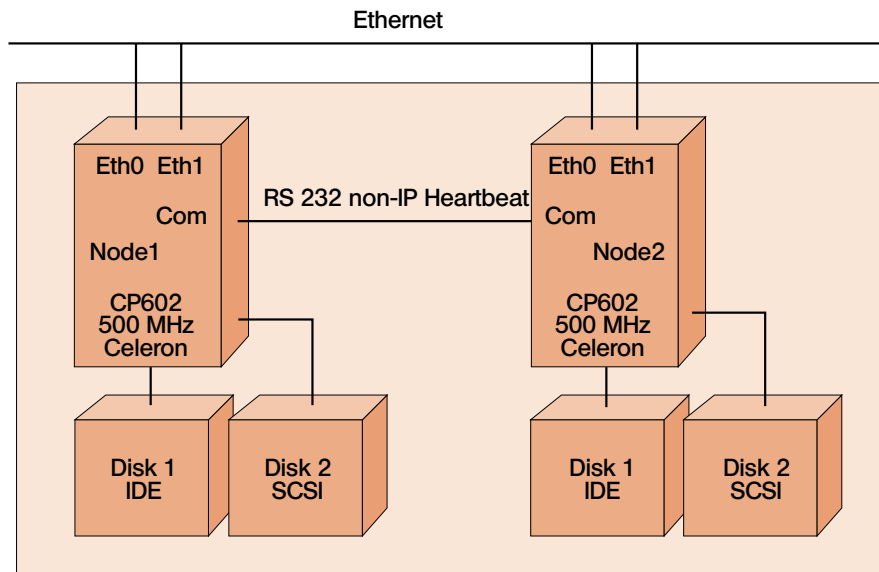 Ethernet
Eth0 Eth1
Com
Node1
CP602
500 MHz
Celeron
RS 232 non-IP Heartbeat
Eth0 Eth1
Com
Node2
CP602
500 MHz
Celeron
Disk 1
IDE
Disk 2
SCSI
Disk 1
IDE
Disk 2
SCSI